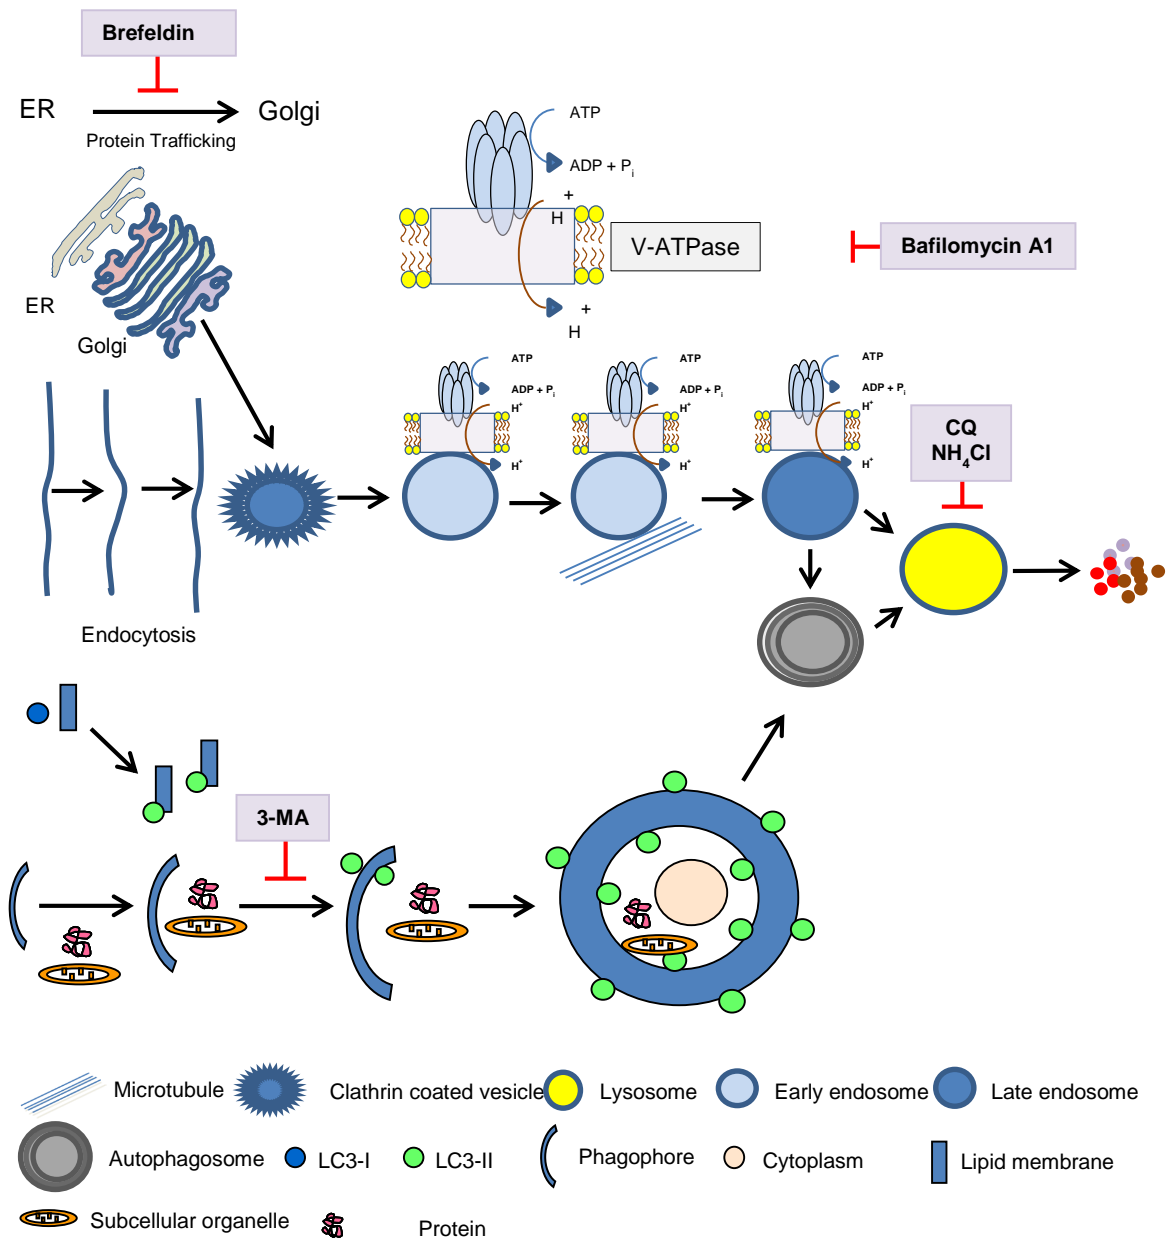 Brefeldin
ER
Golgi
Protein Trafficking
ER
Golgi
ATP
ADP + Pi
+
H
V-ATPase
+
H
Bafilomycin A1
ATP
ADP + Pi
H+
H+
ATP
ADP + Pi
H+
H+
ATP
ADP + Pi
H+
H+
CQ
NH4Cl
Endocytosis
3-MA
Microtubule
Clathrin coated vesicle
Lysosome
Early endosome
Late endosome
Autophagosome
LC3-I
LC3-II
Phagophore
Cytoplasm
Lipid membrane
Subcellular organelle
Protein